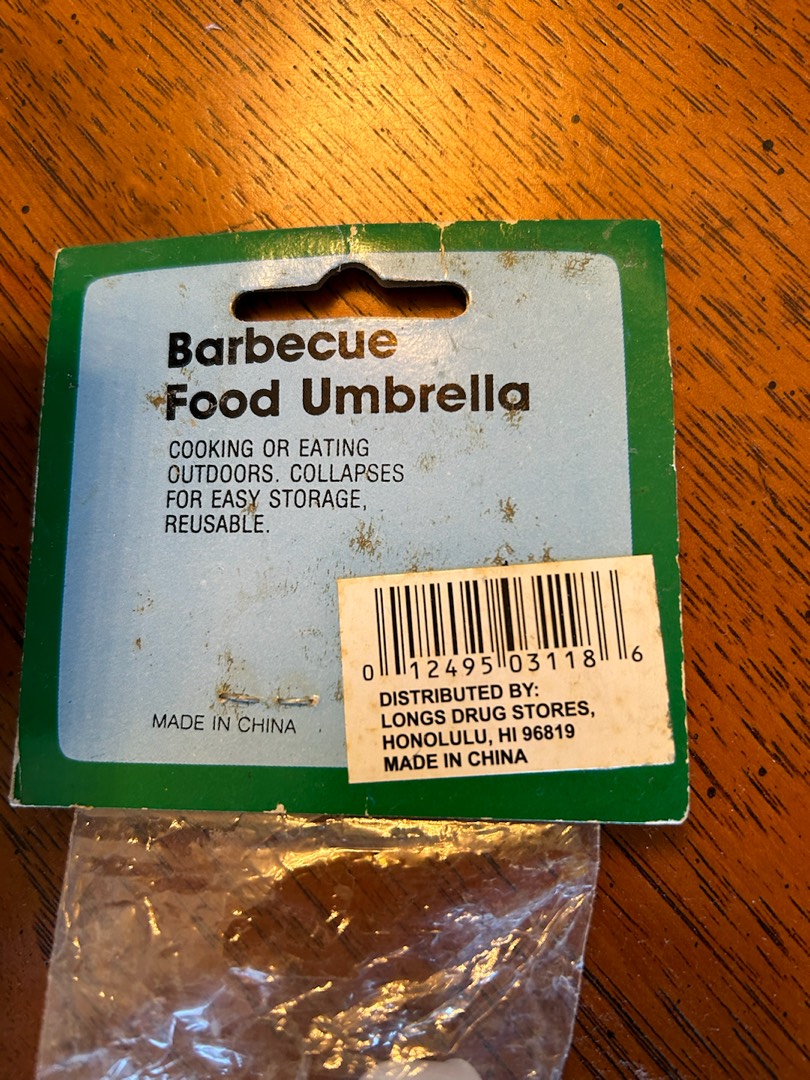 Barbecue
Food Umbrella
COOKING OR EATING
OUTDOORS. COLLAPSES
FOR EASY STORAGE,
REUSABLE.
0 12495 03118 6
DISTRIBUTED BY:
LONGS DRUG STORES,
HONOLULU, HI 96819
MADE IN CHINA
MADE IN CHINA